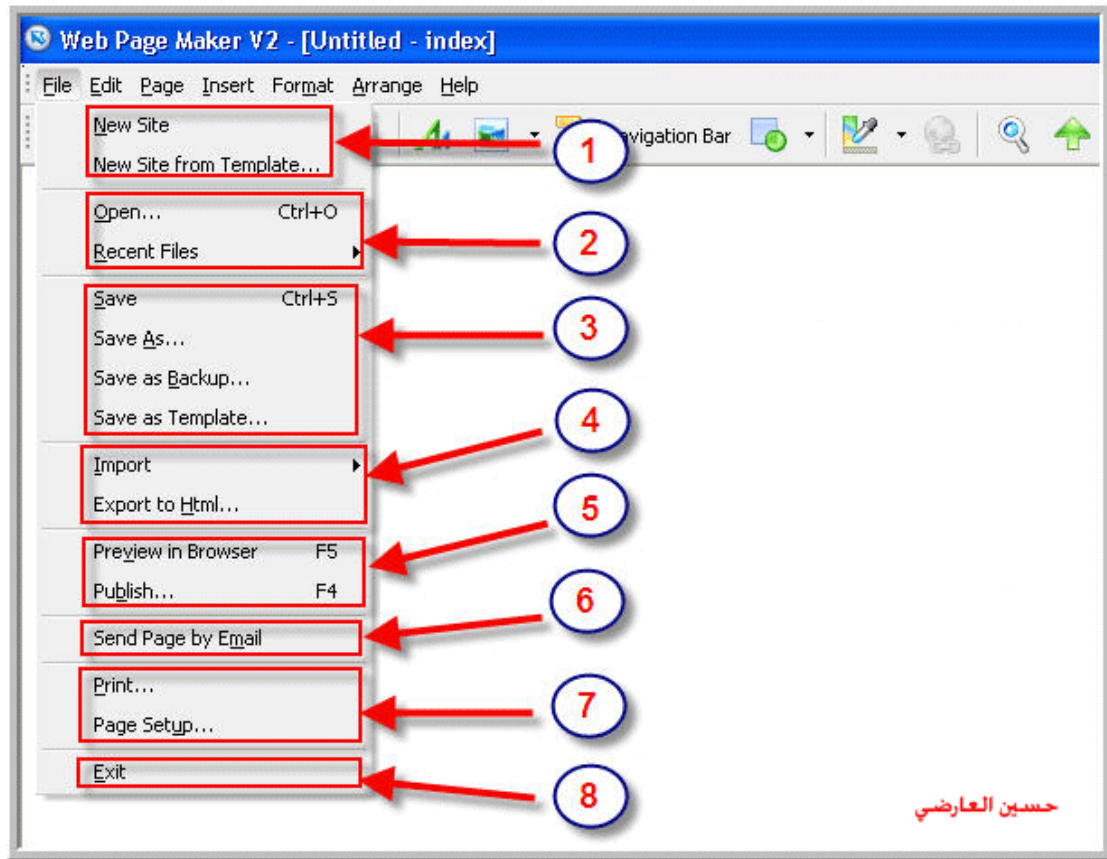 Web Page Maker V2 - [Untitled - index]
File Edit Page Insert Format Arrange Help
New Site
1
Bar
New Site from Template...
Open... Ctrl+O
2
Recent Files
Save Ctrl+S
3
Save As...
Save as Backup...
Save as Template...
4
Import
Export to Html...
5
Preview in Browser F5
Publish... F4
6
Send Page by Email
Print...
7
Page Setup...
Exit
8
حسين العارضي